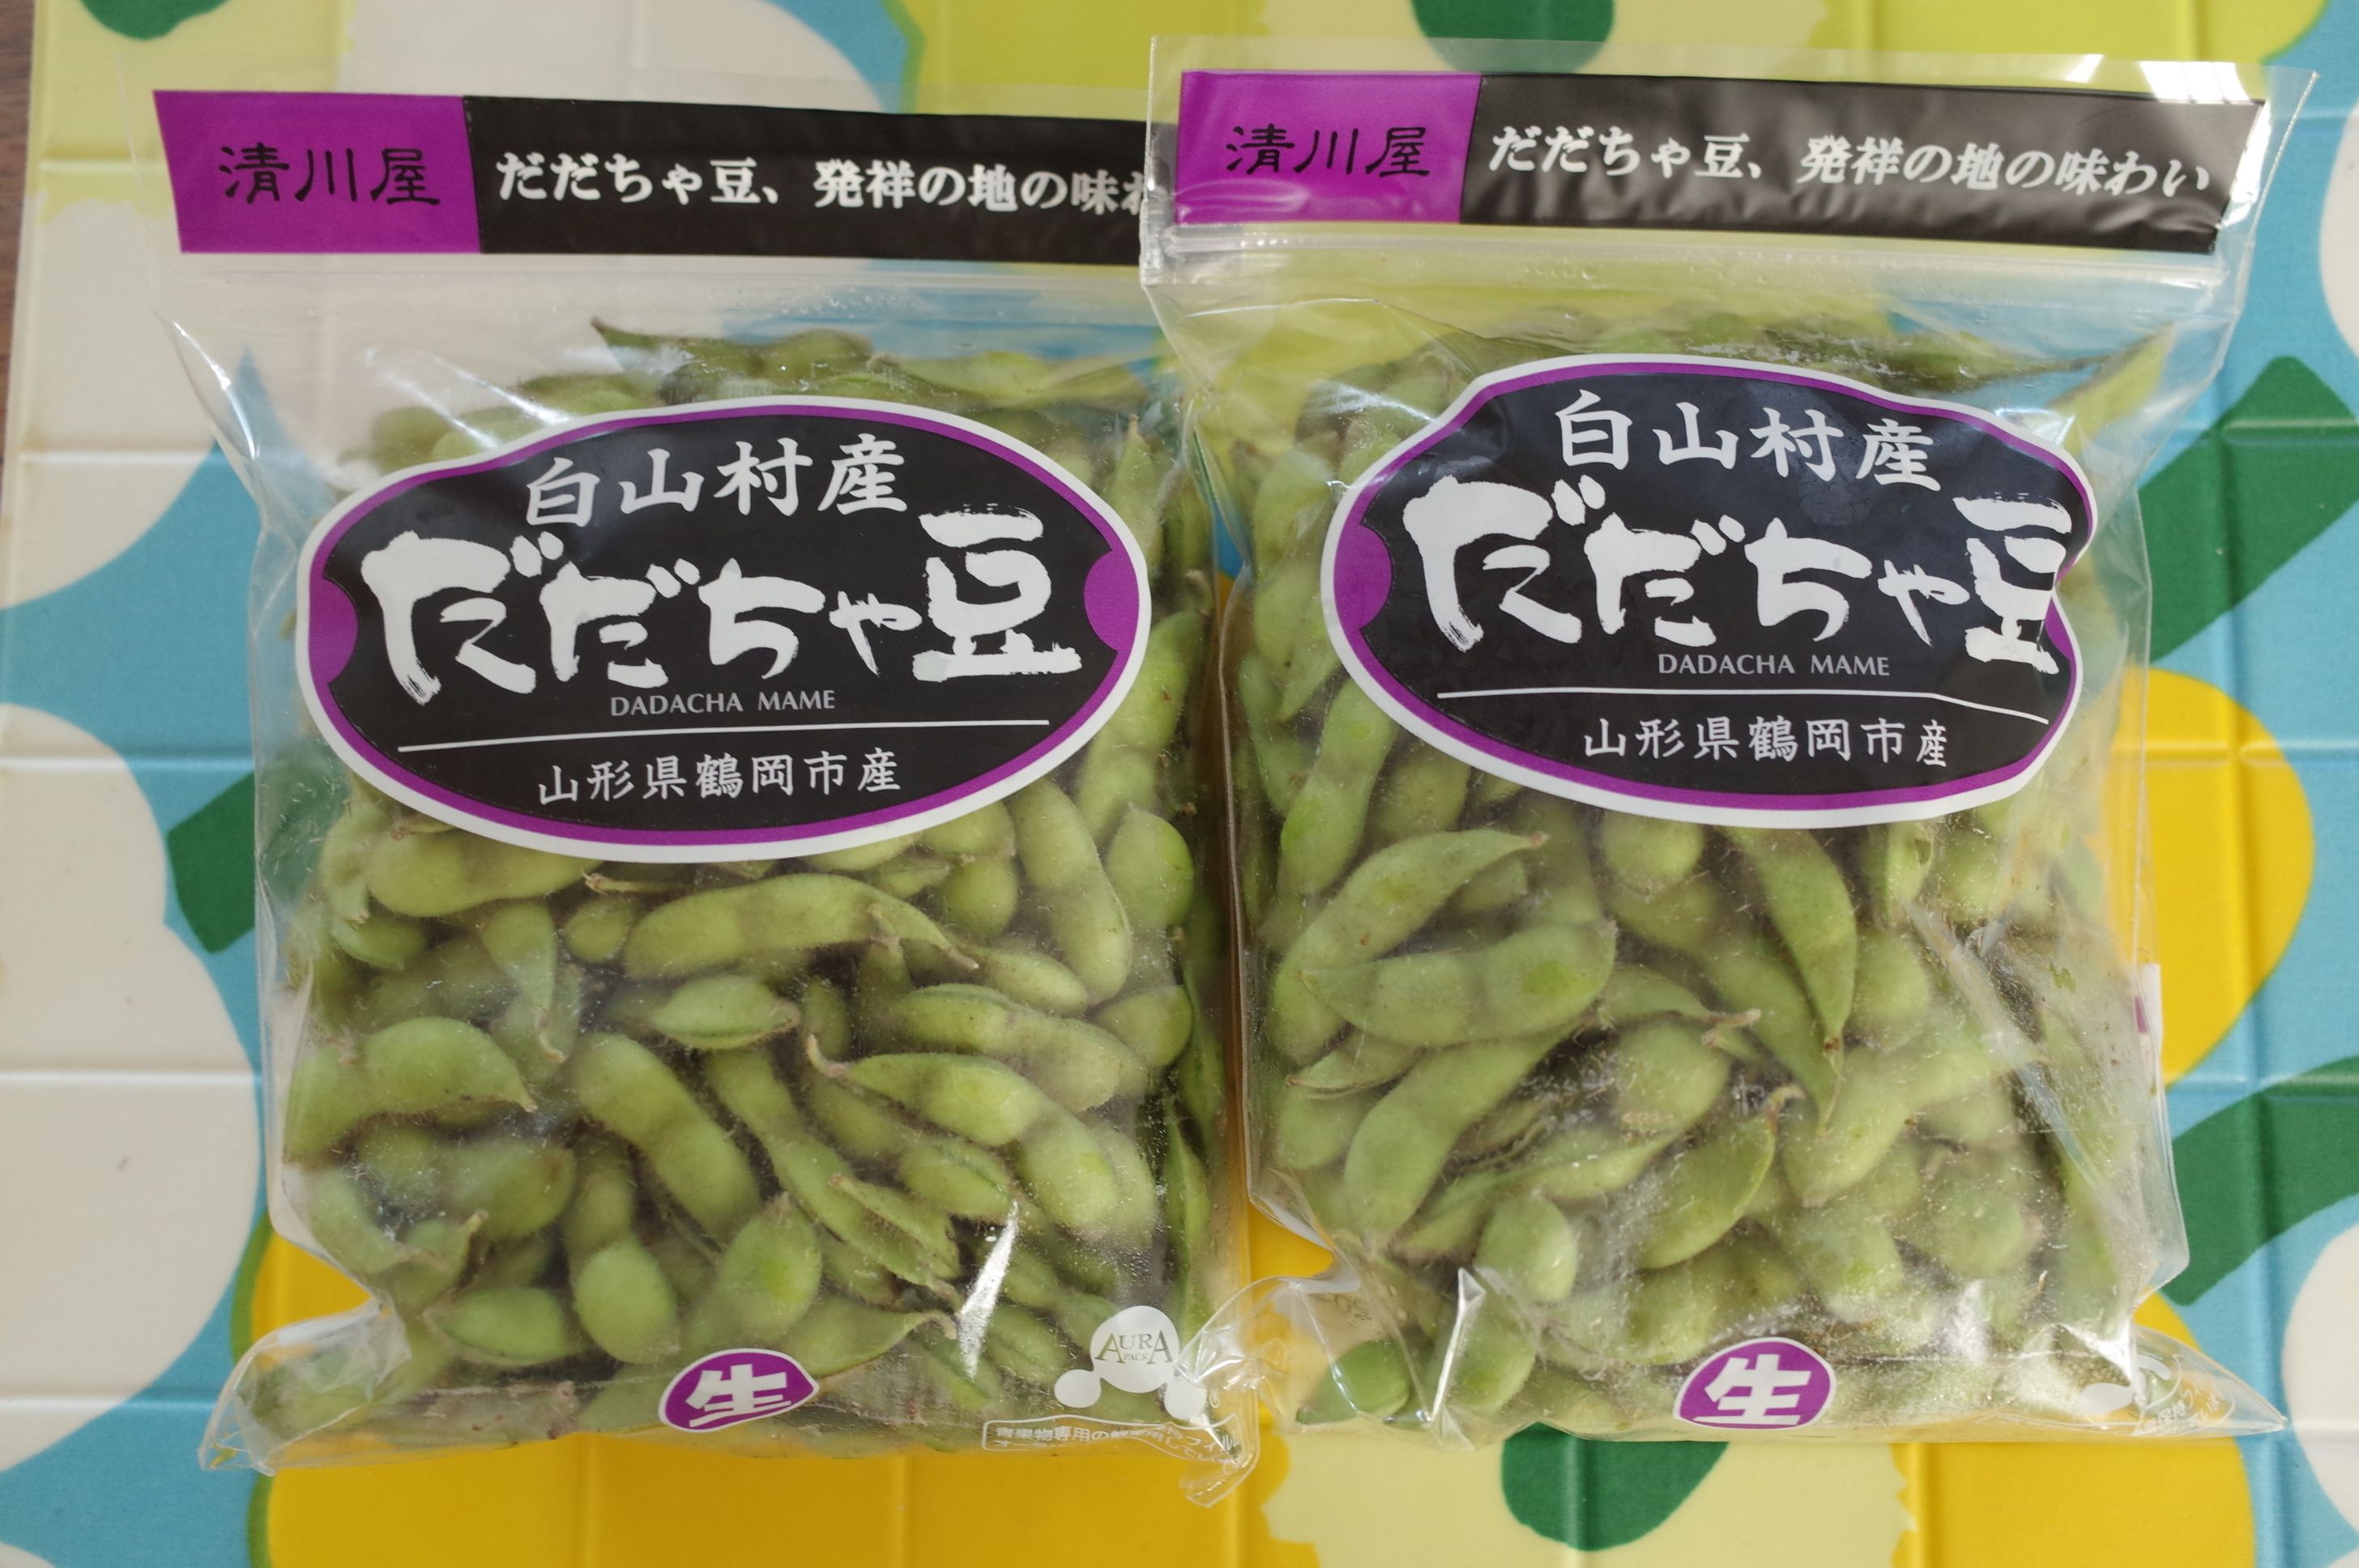 清川屋
だだちゃ豆、発祥の地の味わ
白山村産
だだちゃ豆
DADACHA MAME
山形県鶴岡市産
生
AURA
PACK
清川屋
だだちゃ豆、発祥の地の味わい
白山村産
だだちゃ豆
DADACHA MAME
山形県鶴岡市産
生